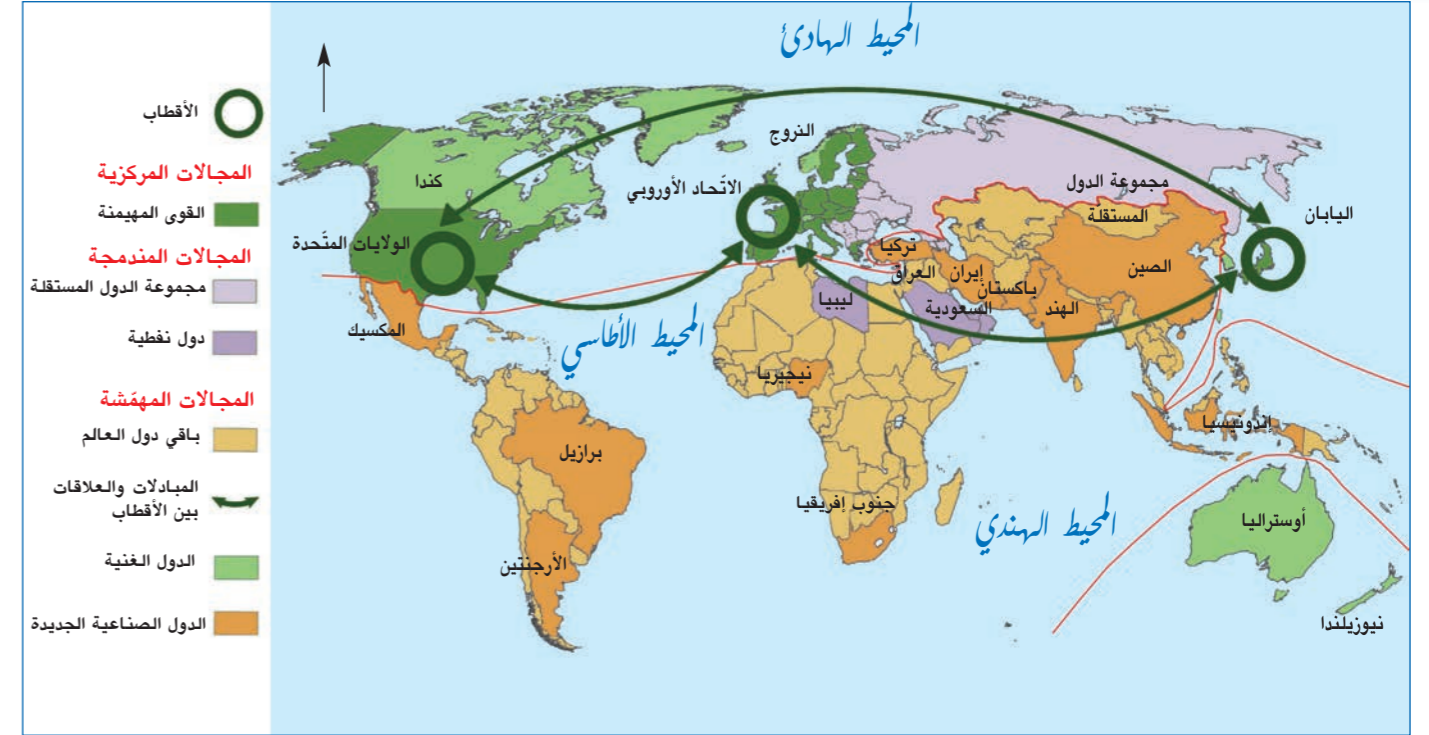 المحيط الهادئ
الأقطاب
المجالات المركزية
القوى المهيمنة
المجالات المندمجة
مجموعة الدول المستقلة
دول نفطية
المجالات المهمّشة
باقي دول العالم
المبادلات والعلاقات
بين الأقطاب
الدول الغنية
الدول الصناعية الجديدة
النروج
كندا
الاتّحاد الأوروبي
مجموعة الدول
المستقلّة
اليابان
الولايات المتّحدة
تركيا
العراق
إيران
باكستان
الصين
المكسيك
ليبيا
السعودية
الهند
المحيط الأطلسي
نيجيريا
إندونيسيا
برازيل
جنوب إفريقيا
المحيط الهندي
أوستراليا
الأرجنتين
نيوزيلندا